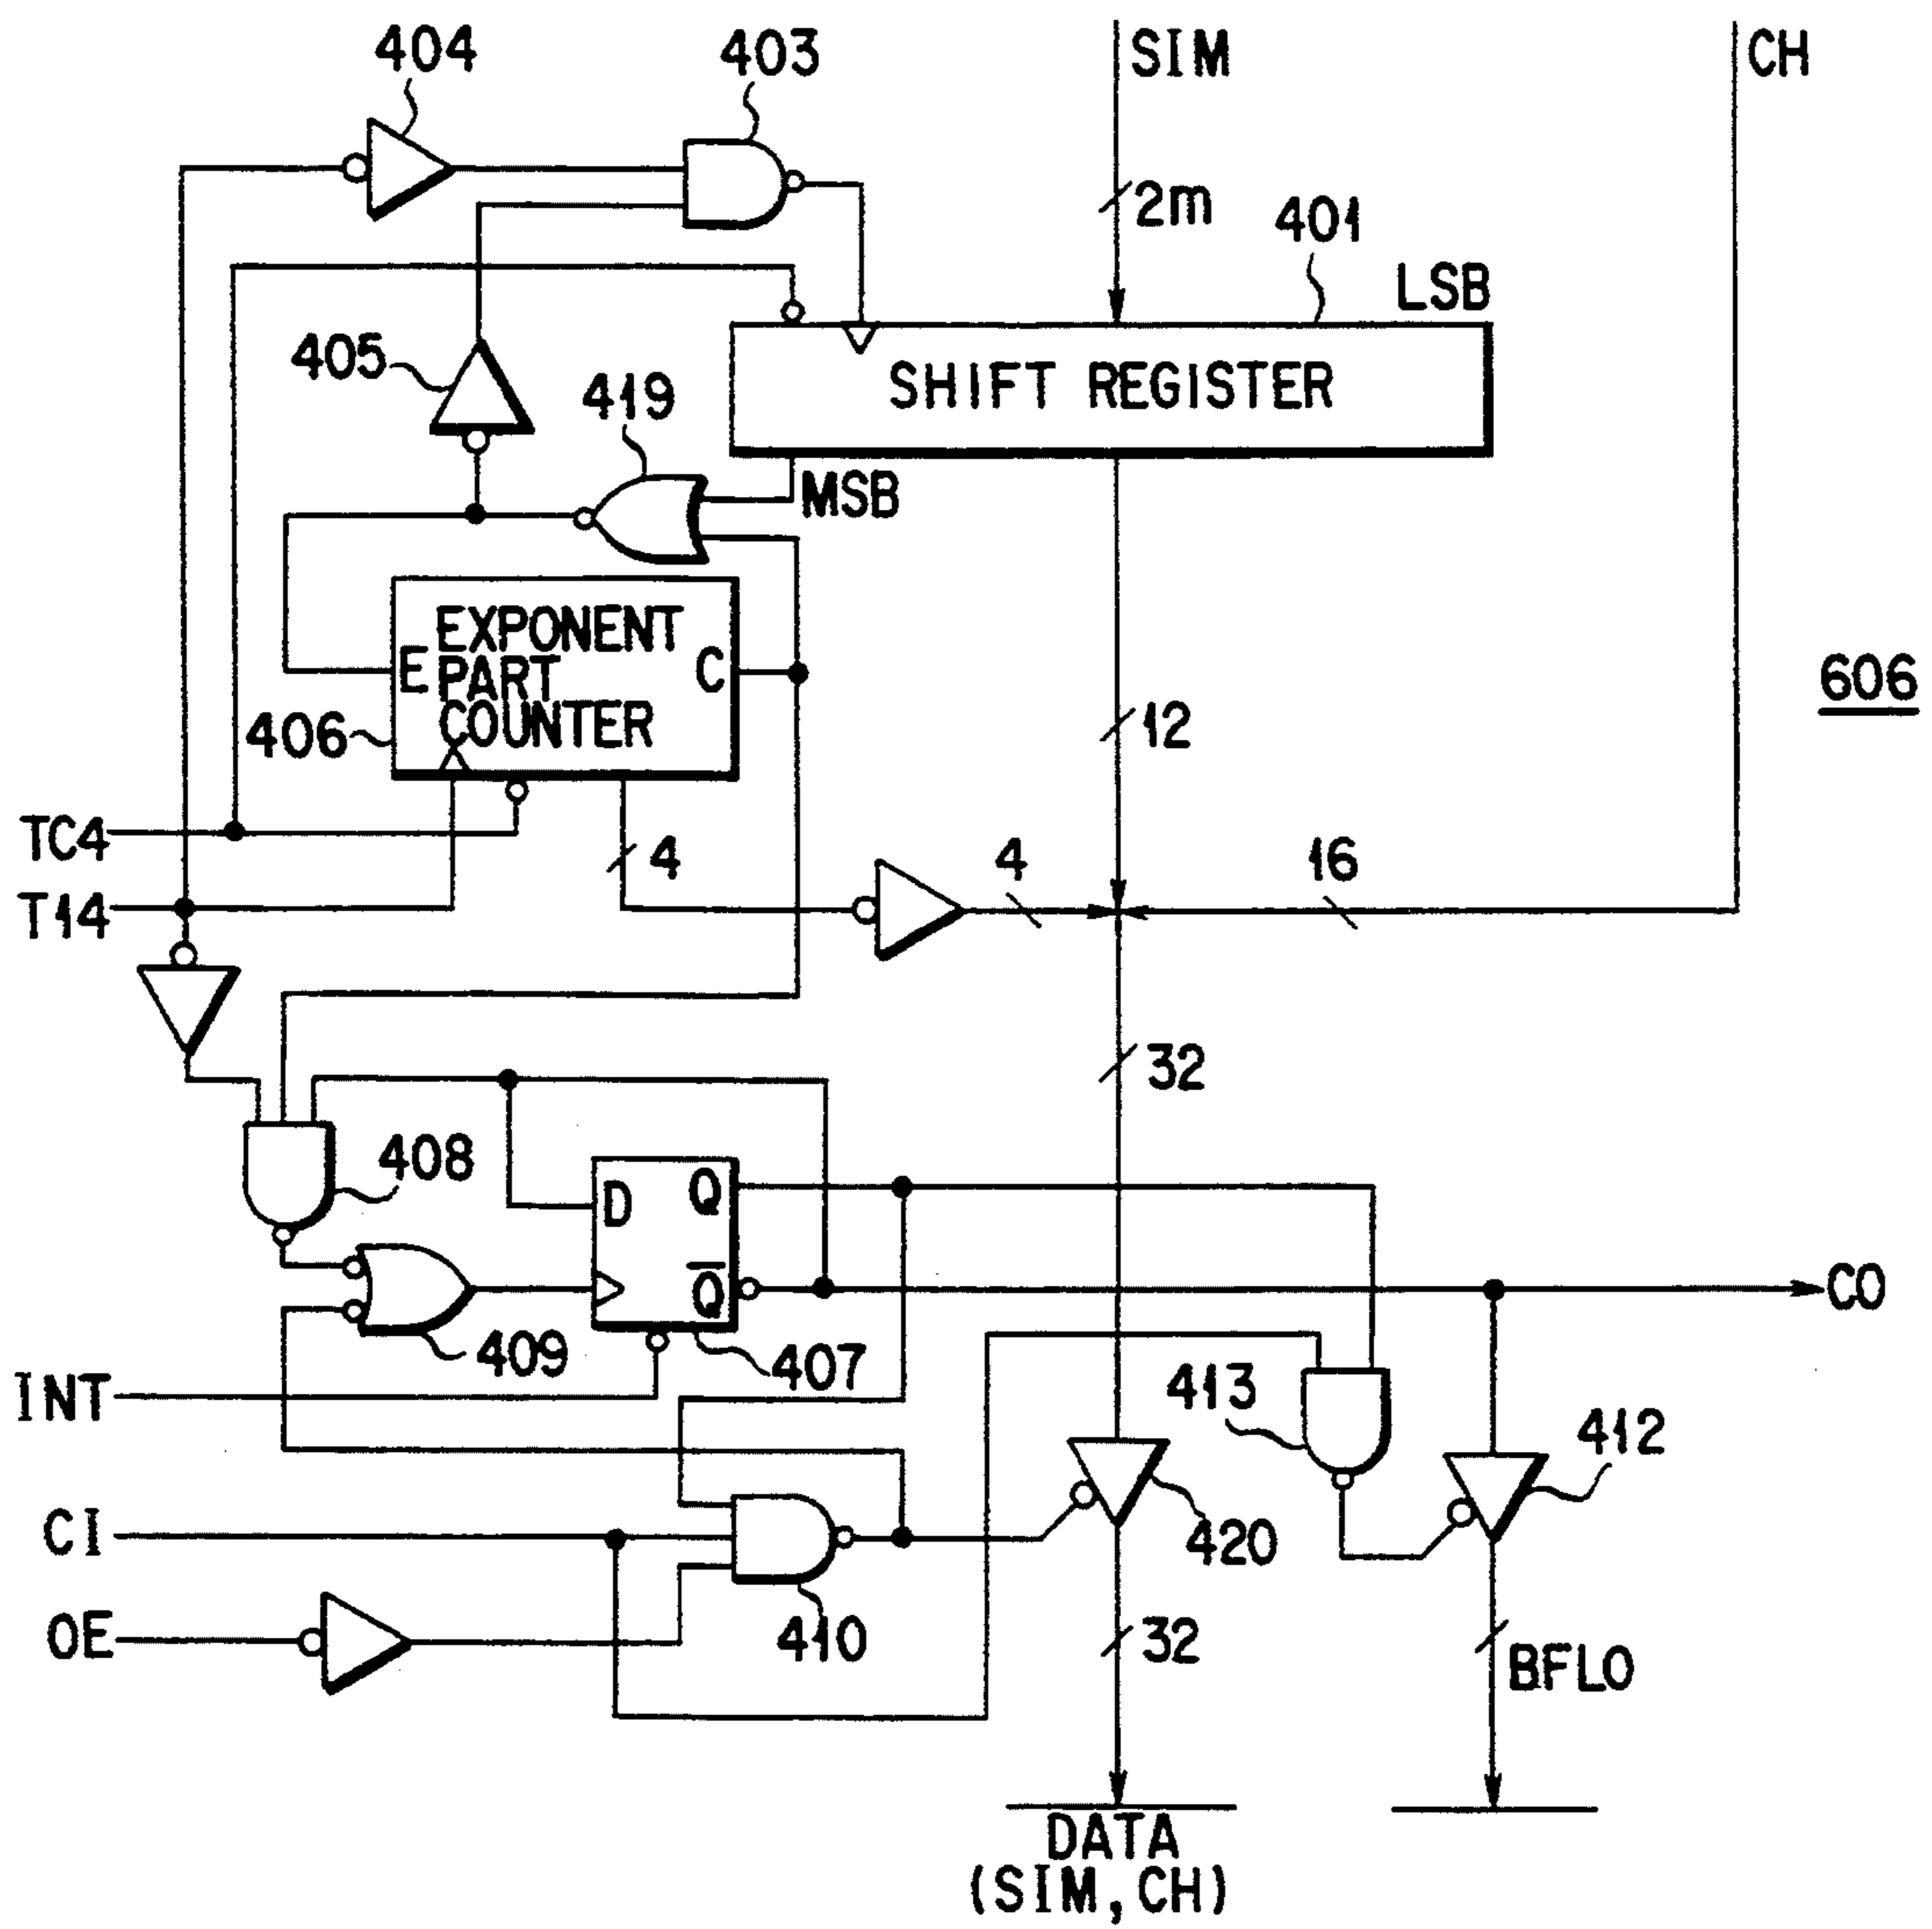 404
403
SIM
CH
2m
401
LSB
405
419
SHIFT REGISTER
MSB
EXPONENT
E PART C
COUNTER
406
606
12
TC4
4
4
16
T14
32
408
D Q
Q̅
CO
409
407
INT
413
412
CI
420
OE
410
32
BFLO
DATA
(SIM, CH)